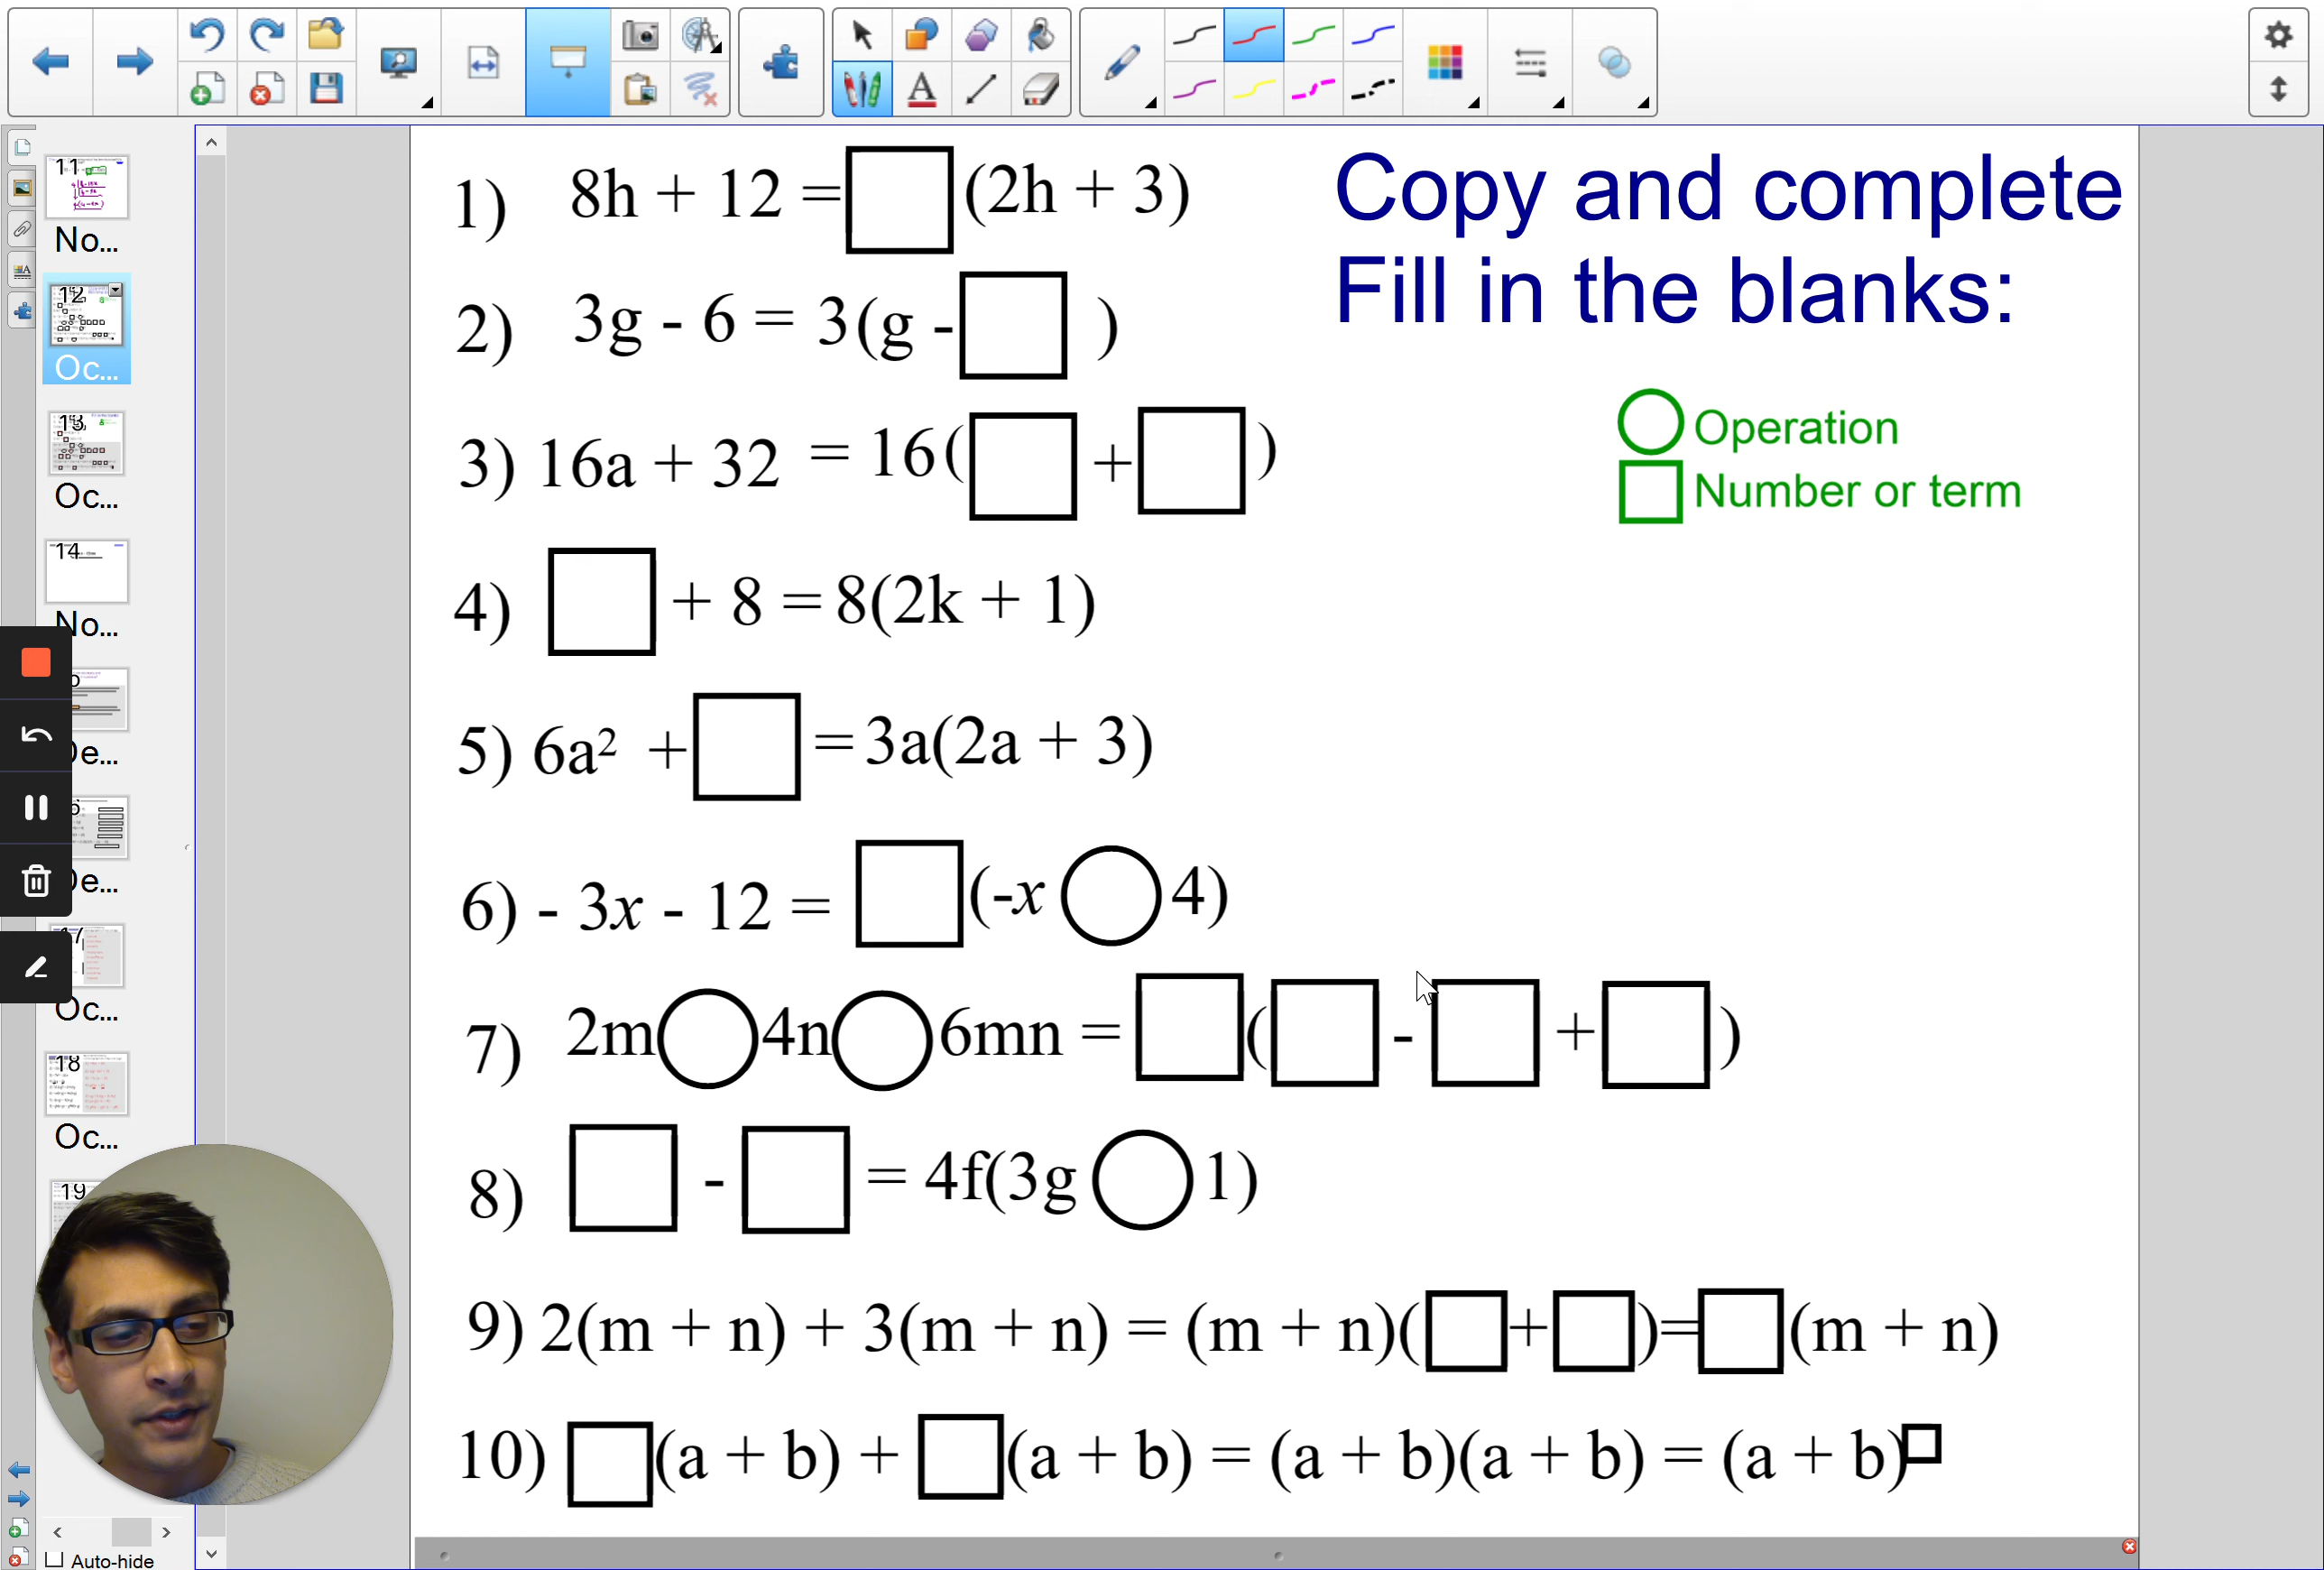 Copy and complete
Fill in the blanks:
Operation
Number or term
1) 8h + 12 = (2h + 3)
2) 3g - 6 = 3(g - )
3) 16a + 32 = 16( + )
4) + 8 = 8(2k + 1)
5) 6a² + = 3a(2a + 3)
6) - 3x - 12 = (-x 4)
7) 2m 4n 6mn = ( - + )
8) - = 4f(3g 1)
9) 2(m + n) + 3(m + n) = (m + n)( + )= (m + n)
10) (a + b) + (a + b) = (a + b)(a + b) = (a + b)
11
No...
12
Oc...
13
Oc...
14
No...
De...
De...
17
Oc...
18
Oc...
19
Auto-hide